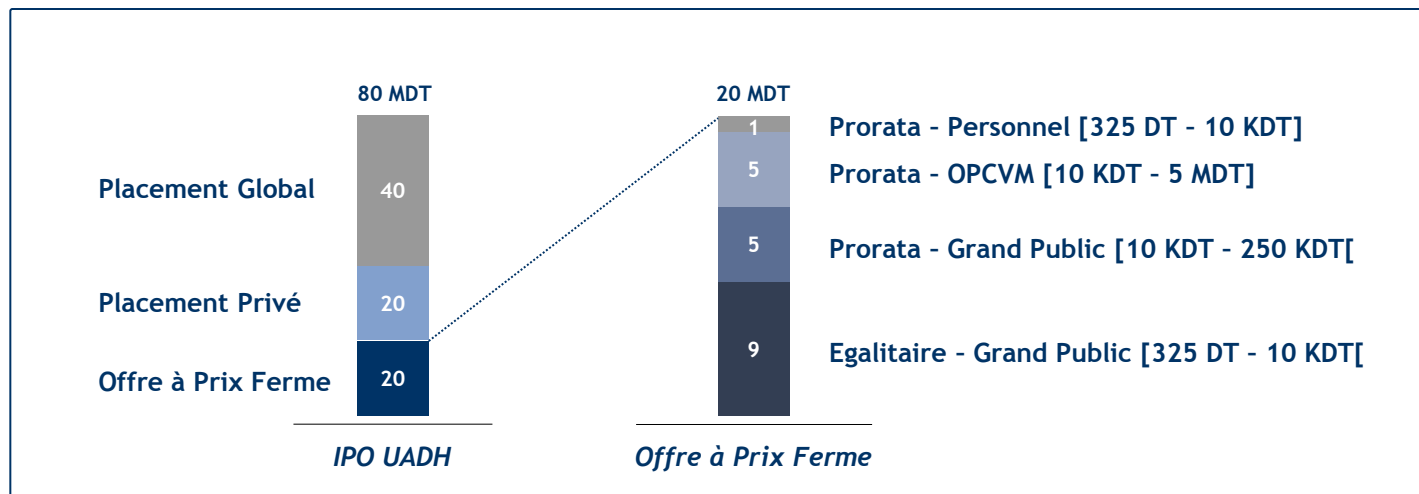 80 MDT
Placement Global
40
Placement Privé
20
Offre à Prix Ferme
20
IPO UADH
20 MDT
1
Prorata – Personnel [325 DT – 10 KDT]
5
Prorata – OPCVM [10 KDT – 5 MDT]
5
Prorata – Grand Public [10 KDT – 250 KDT[
9
Egalitaire – Grand Public [325 DT – 10 KDT[
Offre à Prix Ferme